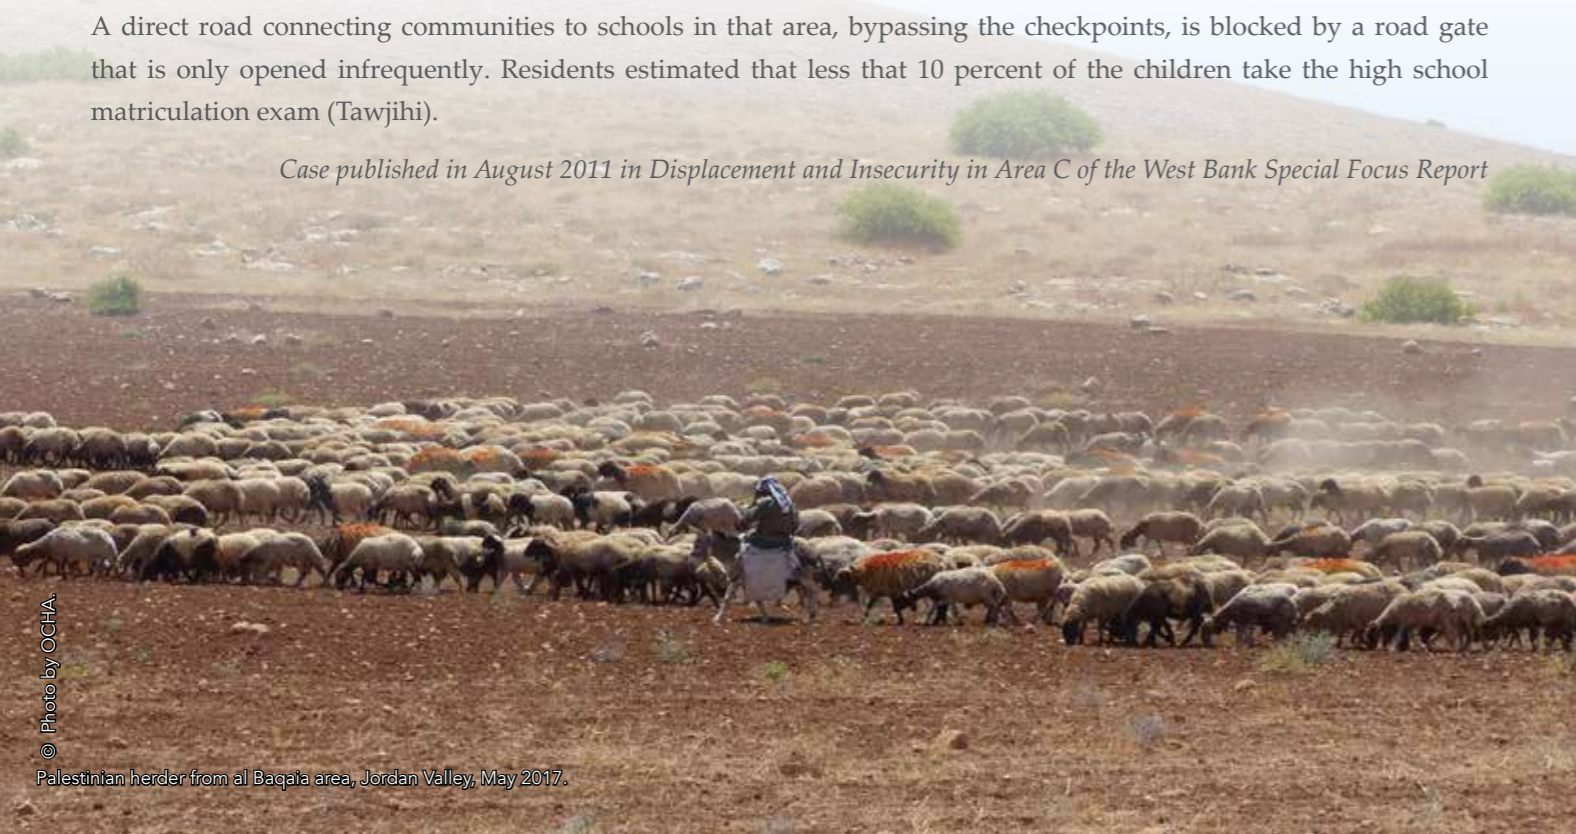 A direct road connecting communities to schools in that area, bypassing the checkpoints, is blocked by a road gate
that is only opened infrequently. Residents estimated that less that 10 percent of the children take the high school
matriculation exam (Tawjihi).
Case published in August 2011 in Displacement and Insecurity in Area C of the West Bank Special Focus Report
© Photo by OCHA.
Palestinian herder from al Baqaia area, Jordan Valley, May 2017.